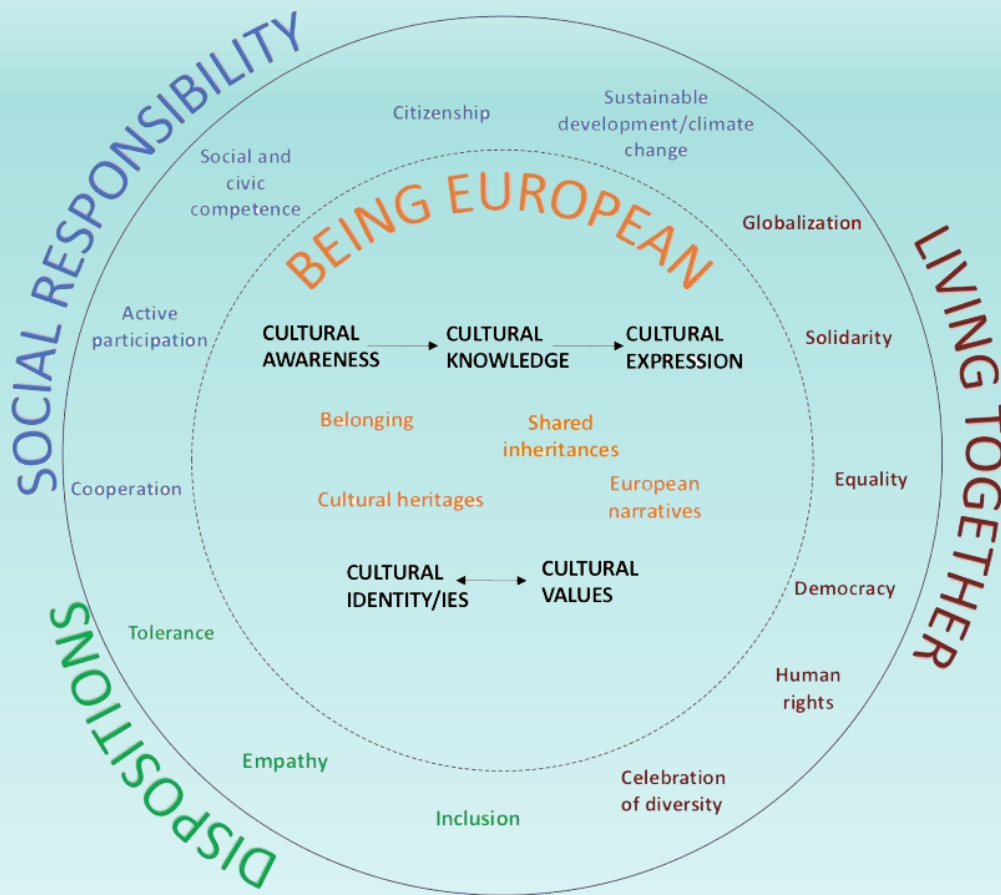 SOCIAL RESPONSIBILITY
Citizenship
Sustainable
development/climate
change
Social and
civic
competence
BEING EUROPEAN
Globalization
LIVING TOGETHER
Active
participation
CULTURAL
AWARENESS
CULTURAL
KNOWLEDGE
CULTURAL
EXPRESSION
Solidarity
Belonging
Shared
inheritances
Cooperation
Cultural heritages
European
narratives
Equality
CULTURAL
IDENTITY/IES
CULTURAL
VALUES
Democracy
DISPOSITIONS
Tolerance
Human
rights
Empathy
Celebration
of diversity
Inclusion